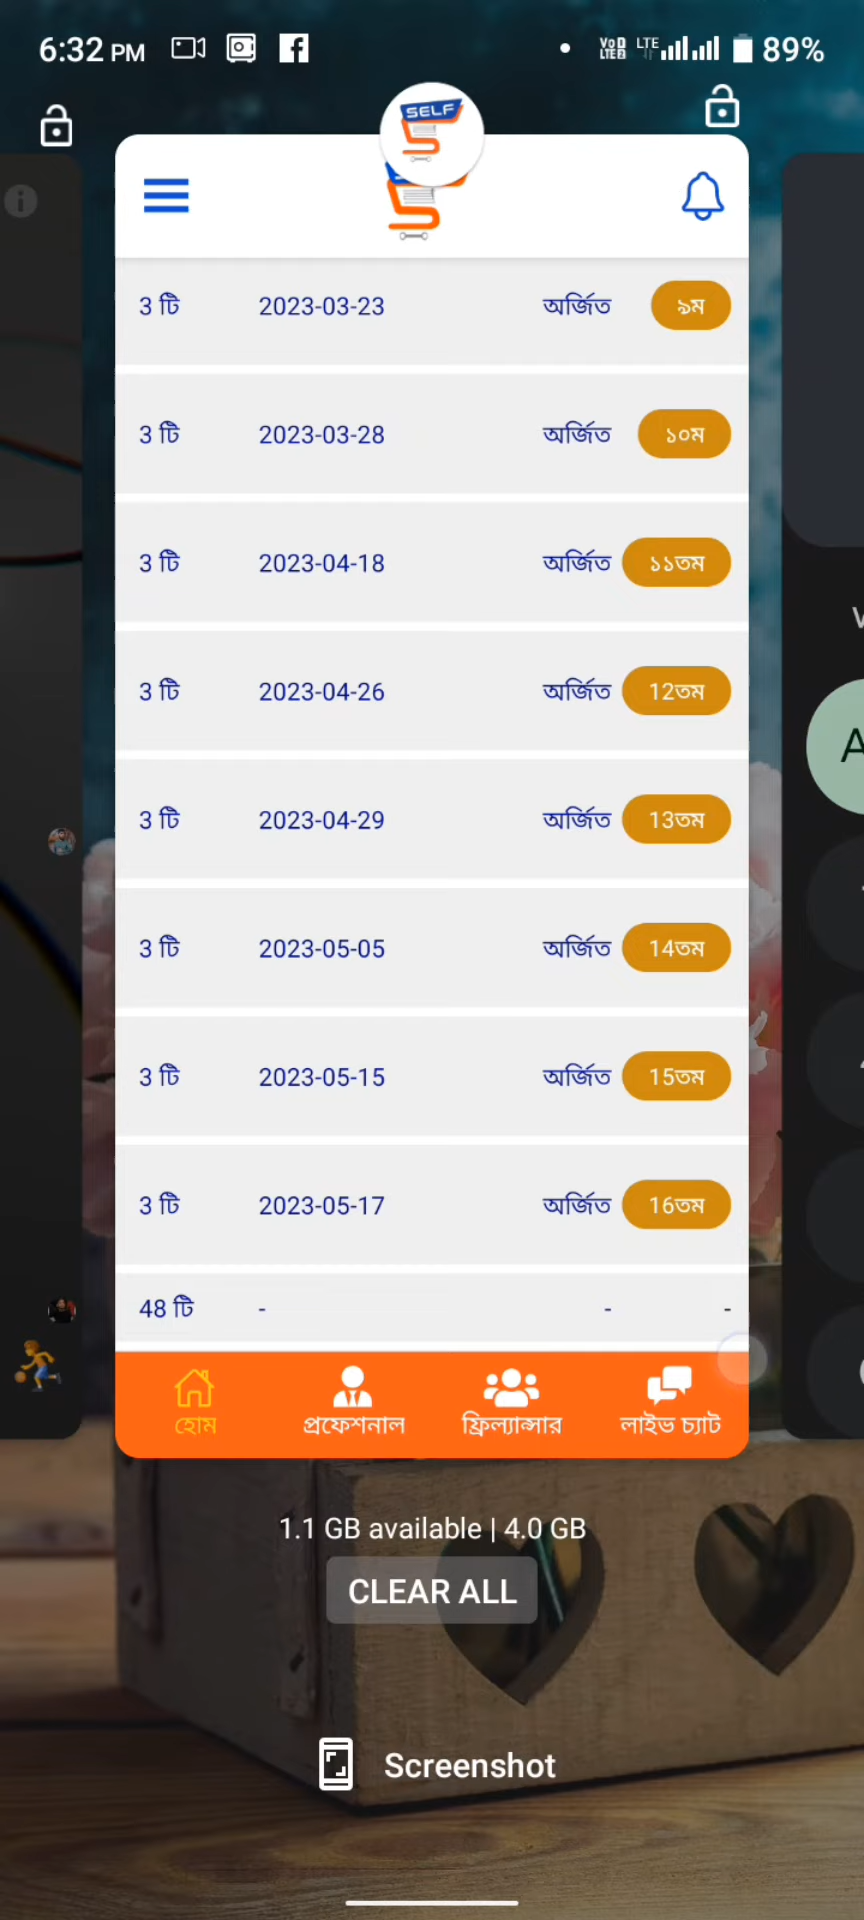 6:32 PM
VoD LTE2 LTE 89%
SELF
3 টি 2023-03-23 অর্জিত ৯ম
3 টি 2023-03-28 অর্জিত ১০ম
3 টি 2023-04-18 অর্জিত ১১তম
3 টি 2023-04-26 অর্জিত 12তম
3 টি 2023-04-29 অর্জিত 13তম
3 টি 2023-05-05 অর্জিত 14তম
3 টি 2023-05-15 অর্জিত 15তম
3 টি 2023-05-17 অর্জিত 16তম
48 টি - - -
হোম প্রফেশনাল ফ্রিল্যান্সার লাইভ চ্যাট
1.1 GB available | 4.0 GB
CLEAR ALL
Screenshot